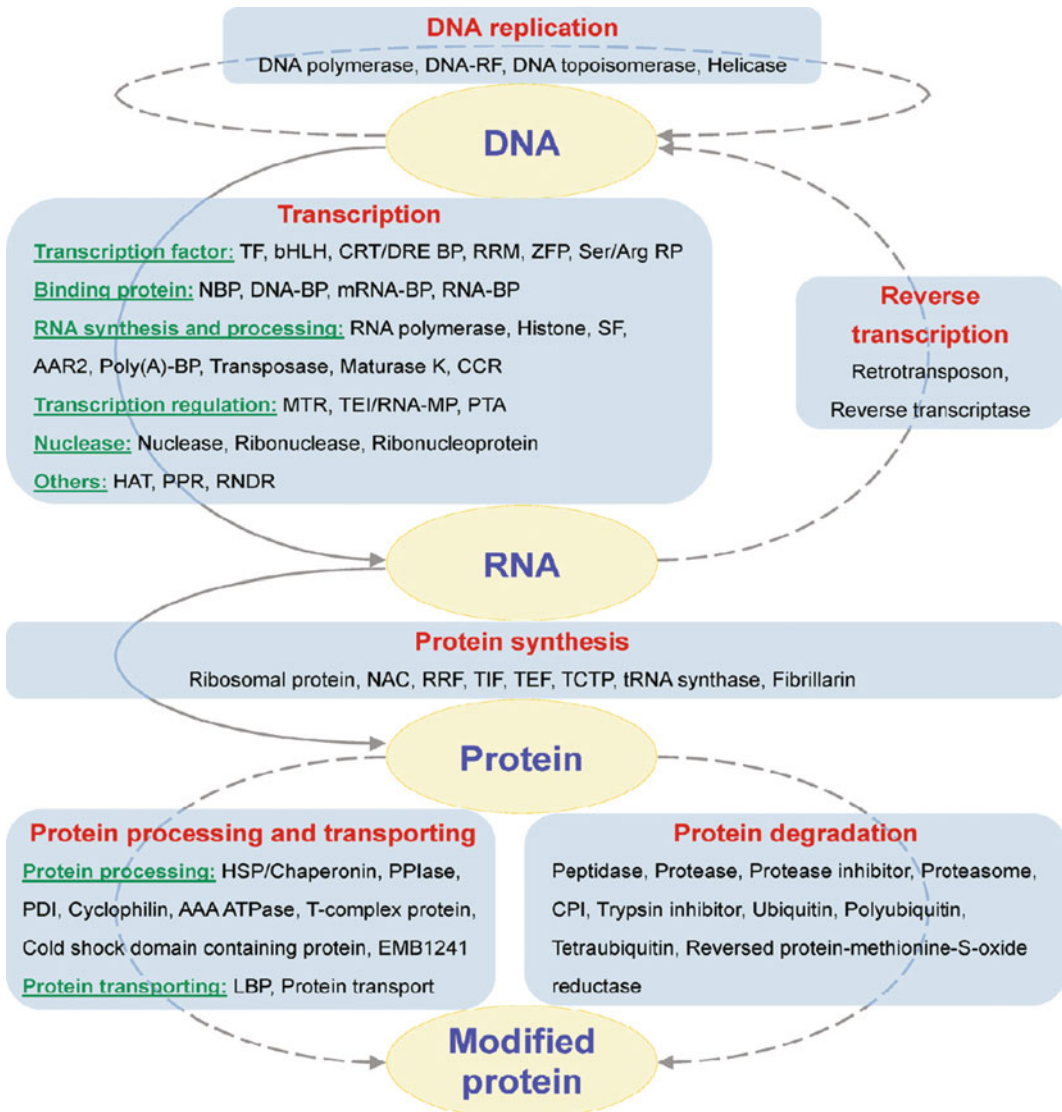 DNA replication
DNA polymerase, DNA-RF, DNA topoisomerase, Helicase
DNA
Transcription
Transcription factor: TF, bHLH, CRT/DRE BP, RRM, ZFP, Ser/Arg RP
Binding protein: NBP, DNA-BP, mRNA-BP, RNA-BP
RNA synthesis and processing: RNA polymerase, Histone, SF,
AAR2, Poly(A)-BP, Transposase, Maturase K, CCR
Transcription regulation: MTR, TEI/RNA-MP, PTA
Nuclease: Nuclease, Ribonuclease, Ribonucleoprotein
Others: HAT, PPR, RNDR
Reverse
transcription
Retrotransposon,
Reverse transcriptase
RNA
Protein synthesis
Ribosomal protein, NAC, RRF, TIF, TEF, TCTP, tRNA synthase, Fibrillarin
Protein
Protein processing and transporting
Protein processing: HSP/Chaperonin, PPIase,
PDI, Cyclophilin, AAA ATPase, T-complex protein,
Cold shock domain containing protein, EMB1241
Protein transporting: LBP, Protein transport
Protein degradation
Peptidase, Protease, Protease inhibitor, Proteasome,
CPI, Trypsin inhibitor, Ubiquitin, Polyubiquitin,
Tetraubiquitin, Reversed protein-methionine-S-oxide
reductase
Modified
protein